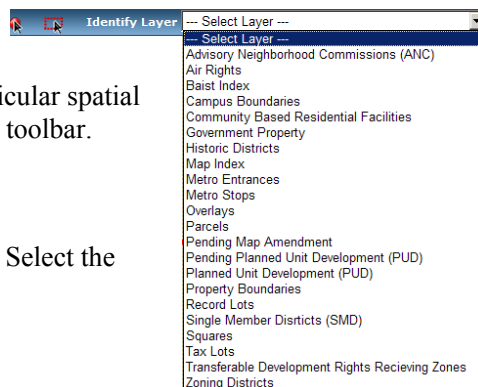 Identify Layer --- Select Layer ---
--- Select Layer ---
Advisory Neighborhood Commissions (ANC)
Air Rights
Baist Index
Campus Boundaries
Community Based Residential Facilities
Government Property
Historic Districts
Map Index
Metro Entrances
Metro Stops
Overlays
Parcels
Pending Map Amendment
Pending Planned Unit Development (PUD)
Planned Unit Development (PUD)
Property Boundaries
Record Lots
Single Member Disrticts (SMD)
Squares
Tax Lots
Transferable Development Rights Recieving Zones
Zoning Districts
icular spatial
toolbar.
Select the